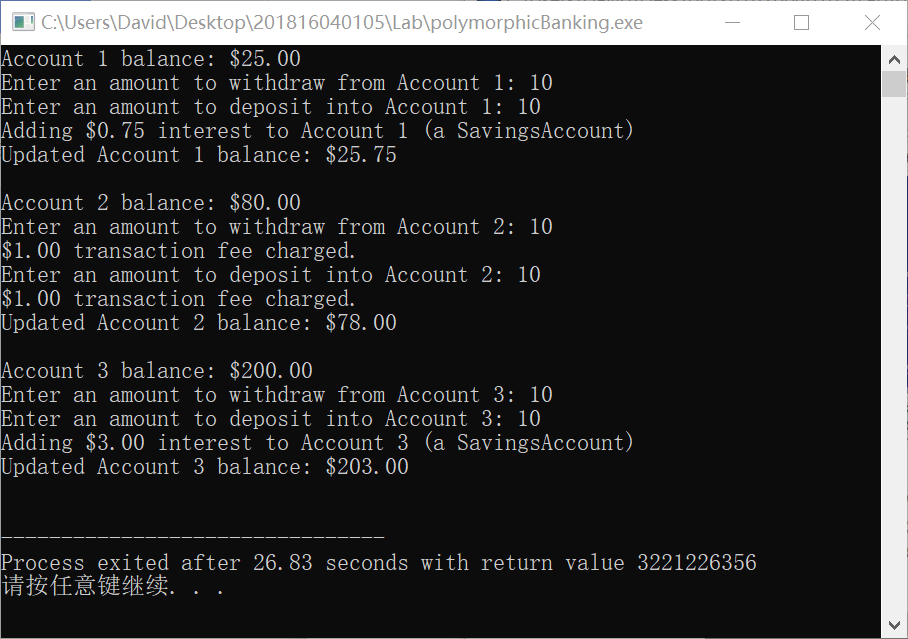 C:\Users\David\Desktop\201816040105\Lab\polymorphicBanking.exe
Account 1 balance: $25.00
Enter an amount to withdraw from Account 1: 10
Enter an amount to deposit into Account 1: 10
Adding $0.75 interest to Account 1 (a SavingsAccount)
Updated Account 1 balance: $25.75
Account 2 balance: $80.00
Enter an amount to withdraw from Account 2: 10
$1.00 transaction fee charged.
Enter an amount to deposit into Account 2: 10
$1.00 transaction fee charged.
Updated Account 2 balance: $78.00
Account 3 balance: $200.00
Enter an amount to withdraw from Account 3: 10
Enter an amount to deposit into Account 3: 10
Adding $3.00 interest to Account 3 (a SavingsAccount)
Updated Account 3 balance: $203.00
--------------------------------
Process exited after 26.83 seconds with return value 3221226356
请按任意键继续. . .